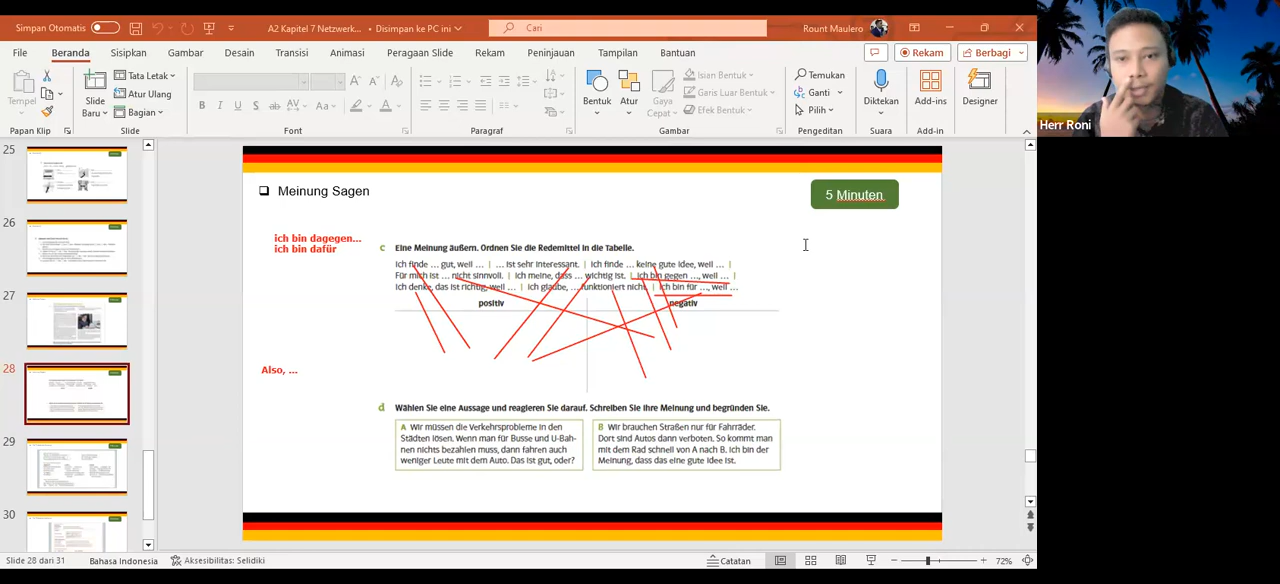 Simpan Otomatis
A2 Kapitel 7 Netzwerk... • Disimpan ke PC ini
Cari
Rount Maulero
File Beranda Sisipkan Gambar Desain Transisi Animasi Peragaan Slide Rekam Peninjauan Tampilan Bantuan
Rekam
Berbagi
Tempel
Slide Baru
Tata Letak
Atur Ulang
Bagian
Bentuk
Atur
Gaya Cepat
Isian Bentuk
Garis Luar Bentuk
Efek Bentuk
Temukan
Ganti
Pilih
Diktekan
Add-ins
Designer
Papan Klip Slide Font Paragraf Gambar Pengeditan Suara Add-in
Herr Roni
25
26
27
28
29
30
Meinung Sagen
5 Minuten
ich bin dagegen...
ich bin dafür
c Eine Meinung äußern. Ordnen Sie die Redemittel in die Tabelle.
Ich finde ... gut, weil ... | ... ist sehr interessant. | Ich finde ... keine gute Idee, weil ... |
Für mich ist ... nicht sinnvoll. | Ich meine, dass ... wichtig ist. | Ich bin gegen ..., weil ... |
Ich denke, das ist richtig, weil ... | Ich glaube, ... funktioniert nicht. | Ich bin für ..., weil ...
positiv negativ
Also, ...
d Wählen Sie eine Aussage und reagieren Sie darauf. Schreiben Sie Ihre Meinung und begründen Sie.
A Wir müssen die Verkehrsprobleme in den
Städten lösen. Wenn man für Busse und U-Bah-
nen nichts bezahlen muss, dann fahren auch
weniger Leute mit dem Auto. Das ist gut, oder?
B Wir brauchen Straßen nur für Fahrräder.
Dort sind Autos dann verboten. So kommt man
mit dem Rad schnell von A nach B. Ich bin der
Meinung, dass das eine gute Idee ist.
Slide 28 dari 31 Bahasa Indonesia Aksesibilitas: Selidiki Catatan 72%